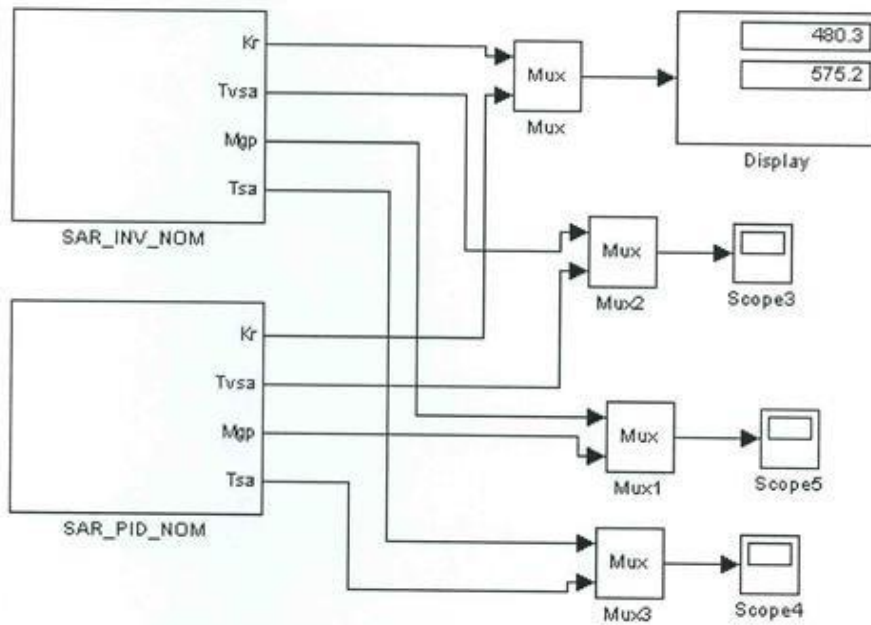 Kr
Tvsa
Mgp
Tsa
SAR_INV_NOM
Mux
Mux
480.3
575.2
Display
Mux
Mux2
Scope3
Kr
Tvsa
Mgp
Tsa
SAR_PID_NOM
Mux
Mux1
Scope5
Mux
Mux3
Scope4